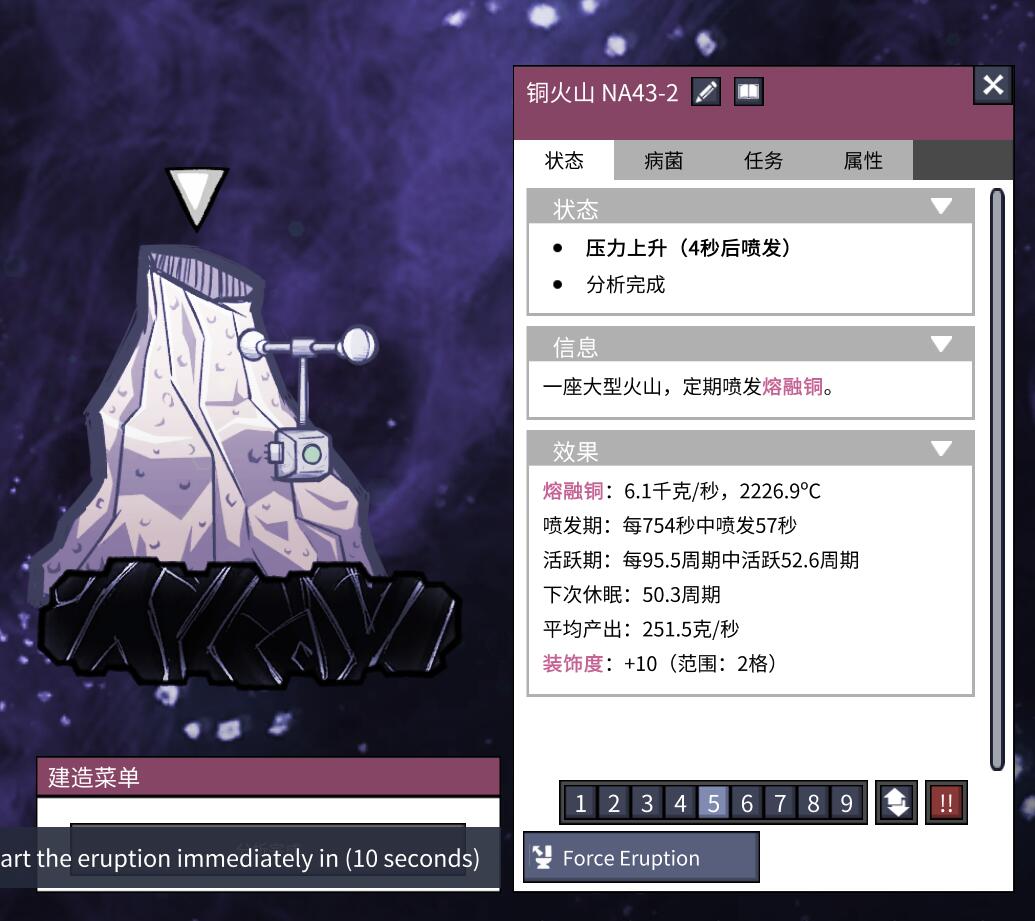 铜火山 NA43-2
状态 病菌 任务 属性
状态
• 压力上升（4秒后喷发）
• 分析完成
信息
一座大型火山，定期喷发熔融铜。
效果
熔融铜：6.1千克/秒，2226.9ºC
喷发期：每754秒中喷发57秒
活跃期：每95.5周期中活跃52.6周期
下次休眠：50.3周期
平均产出：251.5克/秒
装饰度：+10（范围：2格）
建造菜单
1 2 3 4 5 6 7 8 9 !!
art the eruption immediately in (10 seconds)
Force Eruption